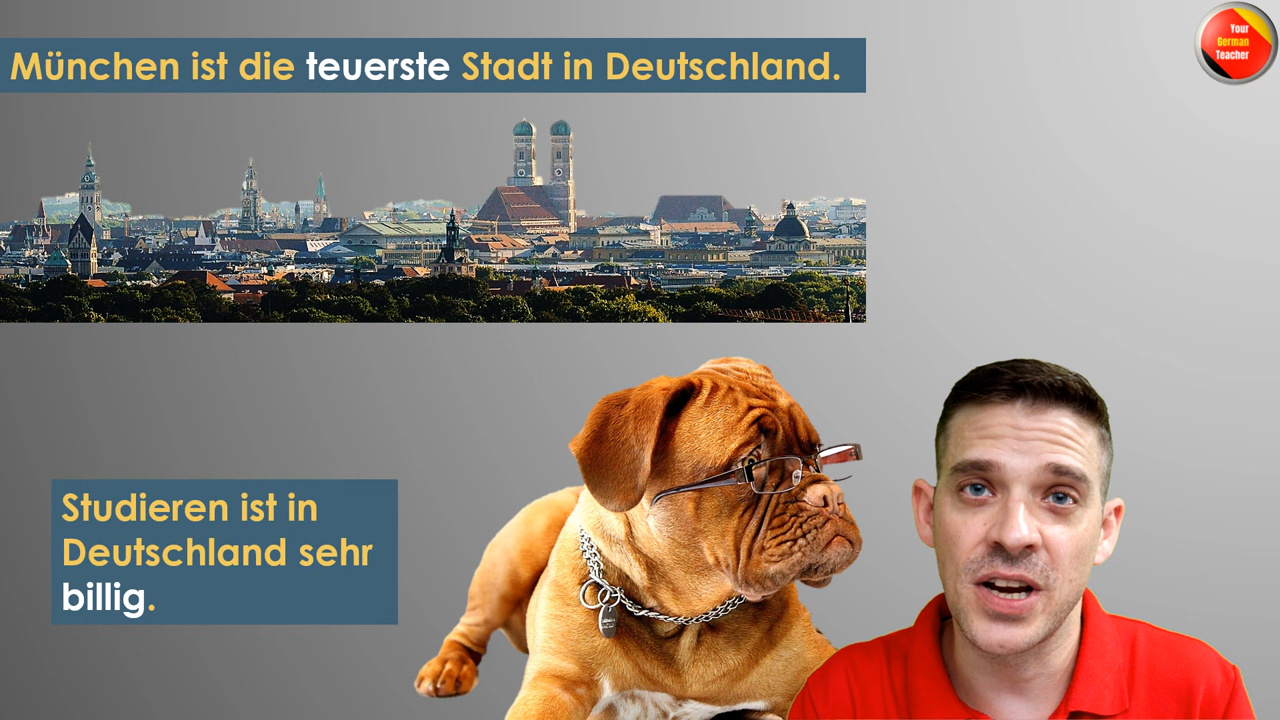 München ist die teuerste Stadt in Deutschland.
Your
German
Teacher
Studieren ist in
Deutschland sehr
billig.